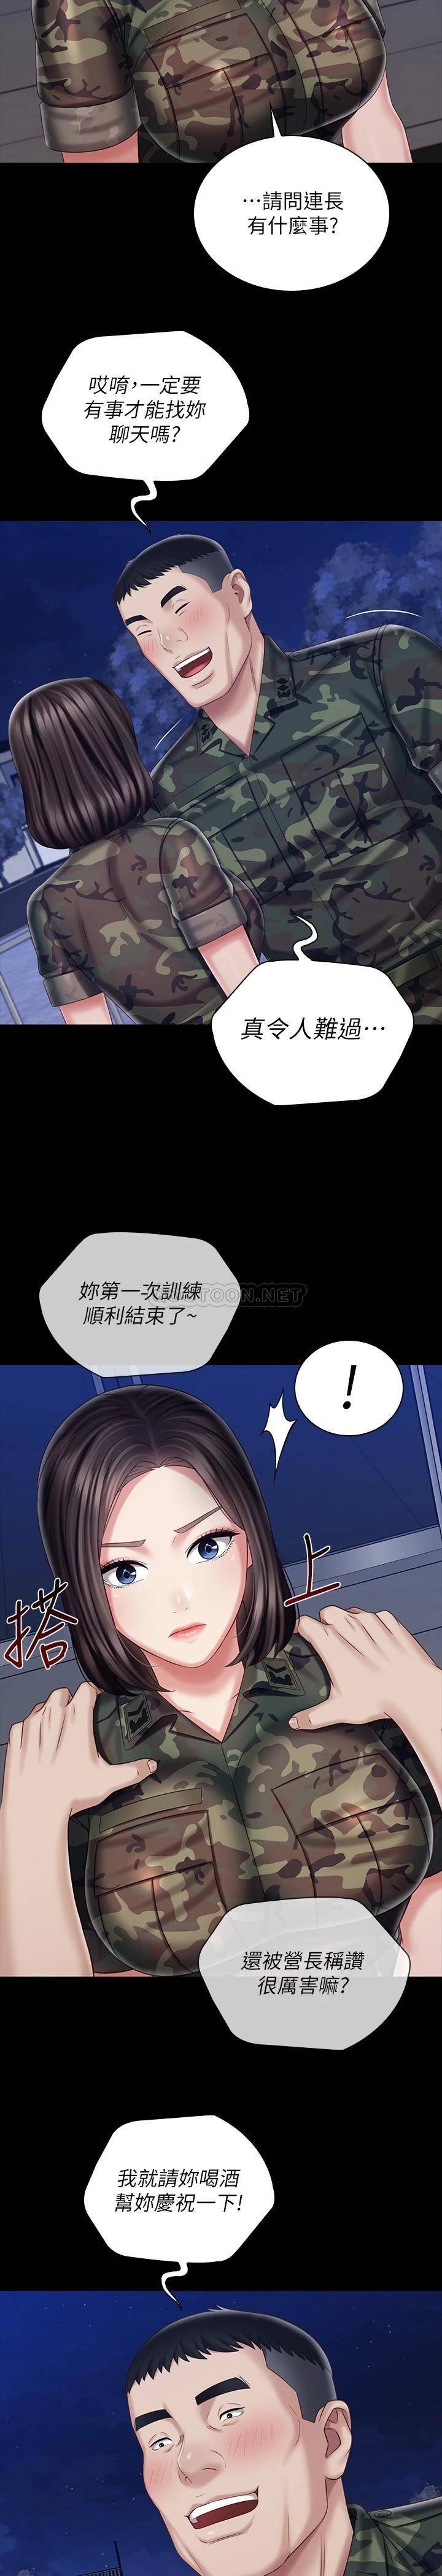 …請問連長
有什麼事?
哎唷,一定要
有事才能找妳
聊天嗎?
真令人難過…
妳第一次訓練
順利結束了~
!
搭上
還被營長稱讚
很厲害嘛?
我就請妳喝酒
幫妳慶祝一下!